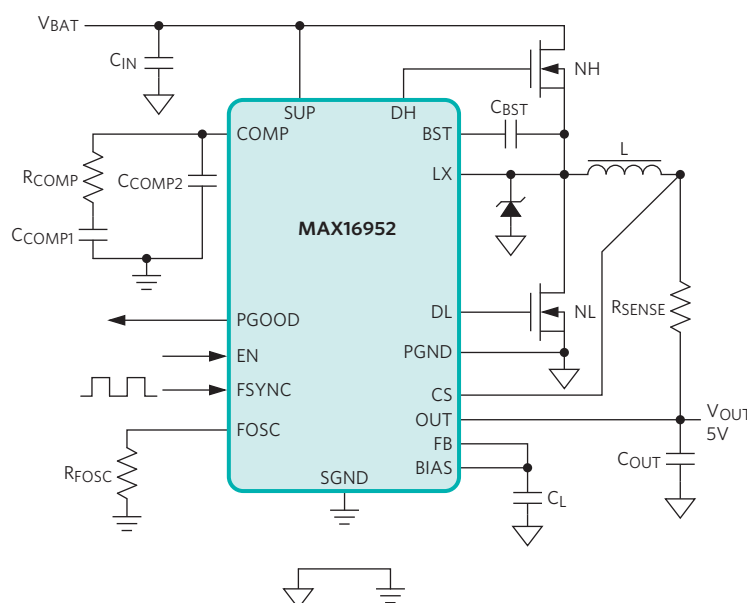 VBAT
CIN
NH
SUP
DH
CBST
COMP
BST
L
RCOMP
CCOMP2
LX
CCOMP1
MAX16952
PGOOD
DL
NL
RSENSE
EN
PGND
FSYNC
CS
FOSC
OUT
VOUT
5V
FB
RFOSC
BIAS
COUT
SGND
CL